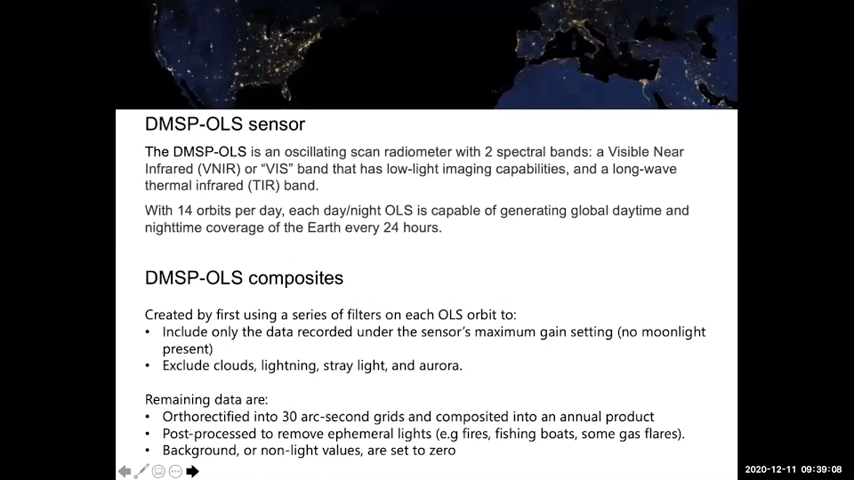 DMSP-OLS sensor
The DMSP-OLS is an oscillating scan radiometer with 2 spectral bands: a Visible Near
Infrared (VNIR) or “VIS” band that has low-light imaging capabilities, and a long-wave
thermal infrared (TIR) band.
With 14 orbits per day, each day/night OLS is capable of generating global daytime and
nighttime coverage of the Earth every 24 hours.
DMSP-OLS composites
Created by first using a series of filters on each OLS orbit to:
• Include only the data recorded under the sensor’s maximum gain setting (no moonlight
present)
• Exclude clouds, lightning, stray light, and aurora.
Remaining data are:
• Orthorectified into 30 arc-second grids and composited into an annual product
• Post-processed to remove ephemeral lights (e.g fires, fishing boats, some gas flares).
• Background, or non-light values, are set to zero
2020-12-11 09:39:08